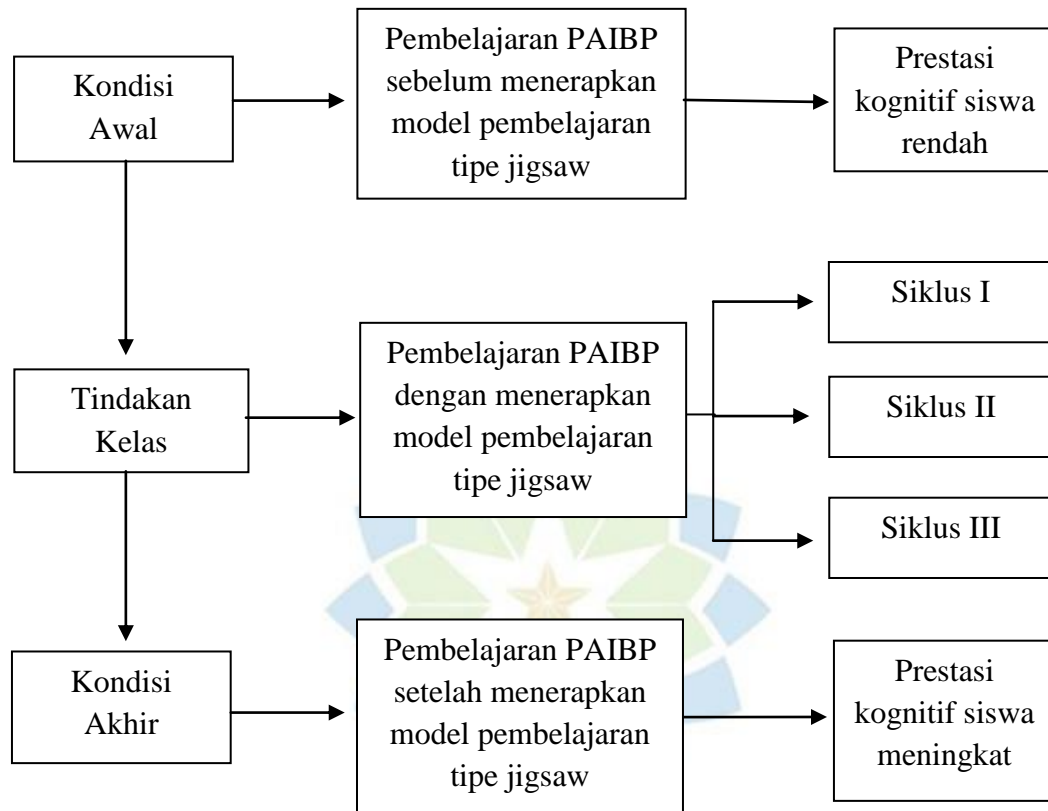 Kondisi
Awal
Pembelajaran PAIBP
sebelum menerapkan
model pembelajaran
tipe jigsaw
Prestasi
kognitif siswa
rendah
Tindakan
Kelas
Pembelajaran PAIBP
dengan menerapkan
model pembelajaran
tipe jigsaw
Siklus I
Siklus II
Siklus III
Kondisi
Akhir
Pembelajaran PAIBP
setelah menerapkan
model pembelajaran
tipe jigsaw
Prestasi
kognitif siswa
meningkat